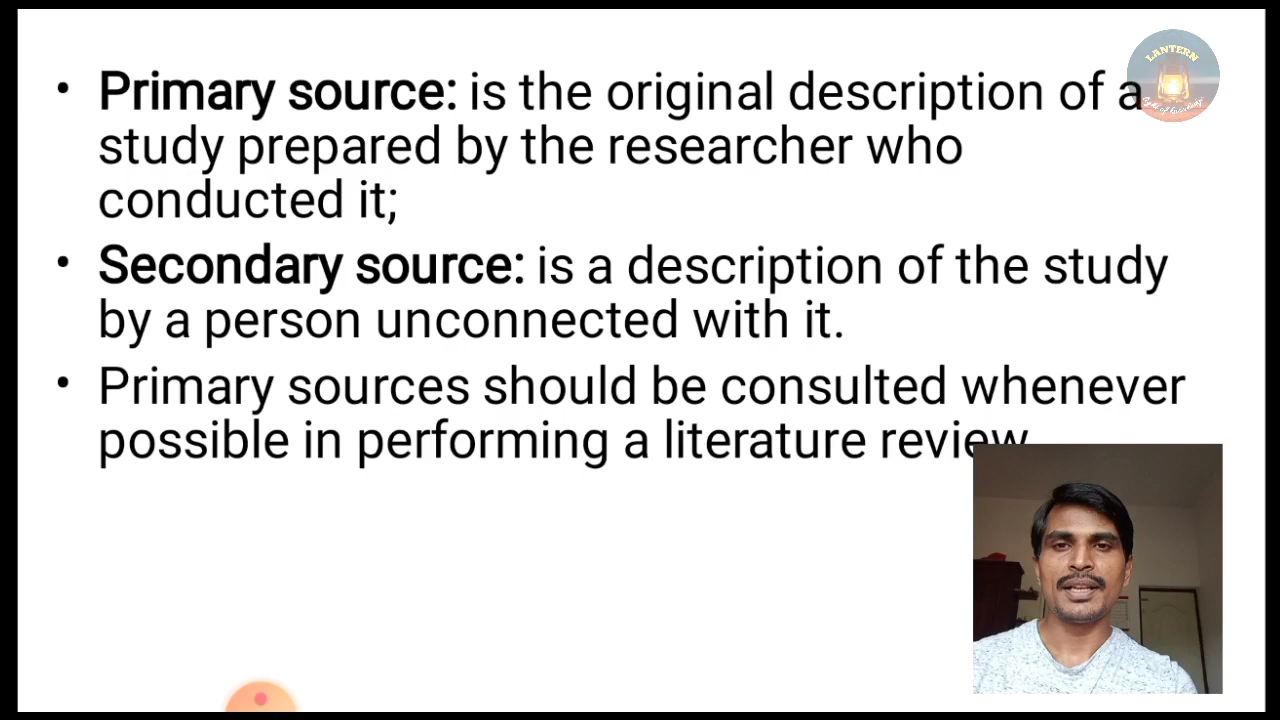 • Primary source: is the original description of a
study prepared by the researcher who
conducted it;
• Secondary source: is a description of the study
by a person unconnected with it.
• Primary sources should be consulted whenever
possible in performing a literature review
LANTERN